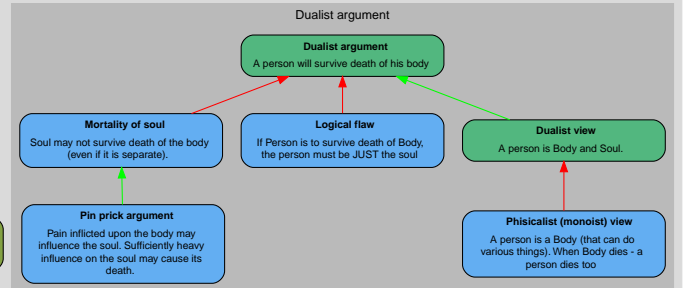 Dualist argument
Dualist argument
A person will survive death of his body
Mortality of soul
Soul may not survive death of the body
(even if it is separate).
Logical flaw
If Person is to survive death of Body,
the person must be JUST the soul
Dualist view
A person is Body and Soul.
Pin prick argument
Pain inflicted upon the body may
influence the soul. Sufficiently heavy
influence on the soul may cause its
death.
Phisicalist (monoist) view
A person is a Body (that can do
various things). When Body dies - a
person dies too